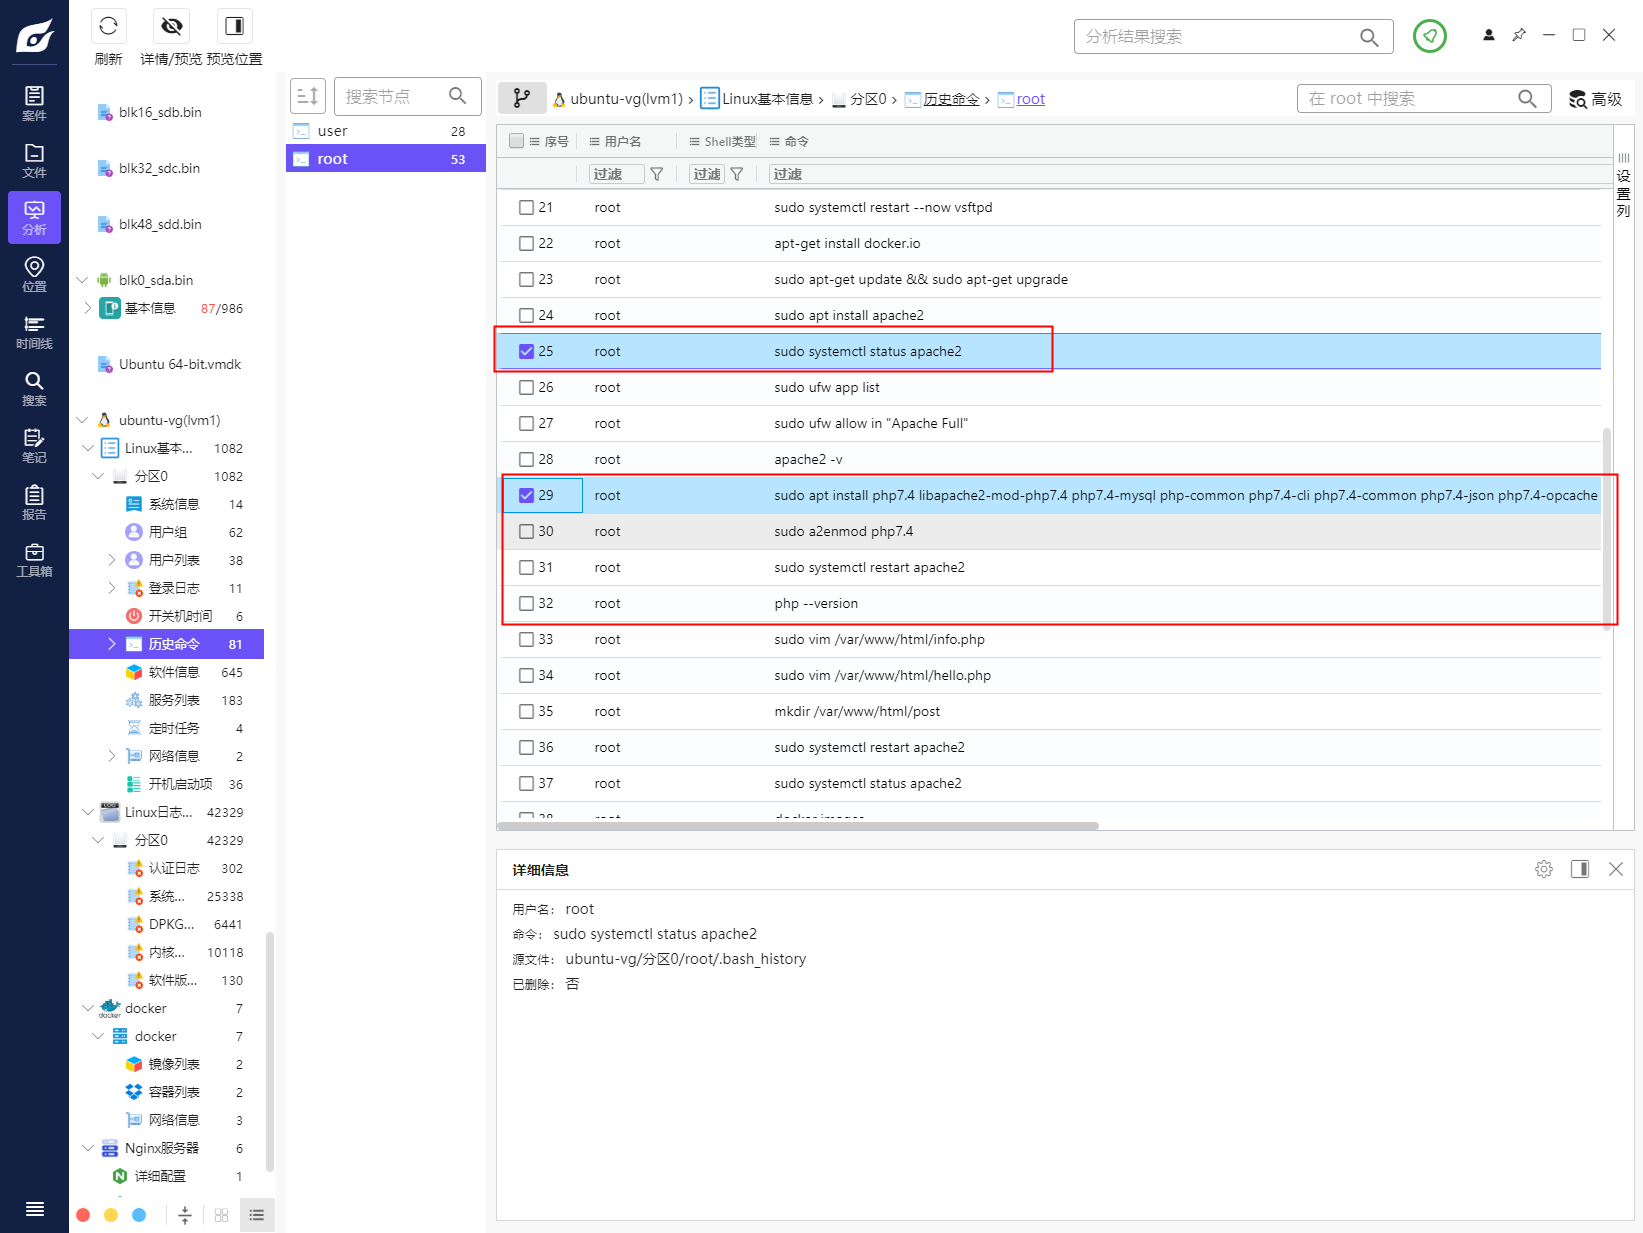 刷新
详情/预览
预览位置
分析结果搜索
案件
文件
分析
位置
时间线
搜索
笔记
报告
工具箱
blk16_sdb.bin
blk32_sdc.bin
blk48_sdd.bin
blk0_sda.bin
基本信息 87/986
Ubuntu 64-bit.vmdk
ubuntu-vg(lvm1)
Linux基本... 1082
分区0 1082
系统信息 14
用户组 62
用户列表 38
登录日志 11
开关机时间 6
历史命令 81
软件信息 645
服务列表 183
定时任务 4
网络信息 2
开机启动项 36
Linux日志... 42329
分区0 42329
认证日志 302
系统... 25338
DPKG... 6441
内核... 10118
软件版... 130
docker 7
docker 7
镜像列表 2
容器列表 2
网络信息 3
Nginx服务器 6
详细配置 1
搜索节点
user 28
root 53
ubuntu-vg(lvm1) › Linux基本信息 › 分区0 › 历史命令 › root
在 root 中搜索
高级
序号 用户名 Shell类型 命令
过滤 过滤 过滤
设置列
21 root sudo systemctl restart --now vsftpd
22 root apt-get install docker.io
23 root sudo apt-get update && sudo apt-get upgrade
24 root sudo apt install apache2
25 root sudo systemctl status apache2
26 root sudo ufw app list
27 root sudo ufw allow in "Apache Full"
28 root apache2 -v
29 root sudo apt install php7.4 libapache2-mod-php7.4 php7.4-mysql php-common php7.4-cli php7.4-common php7.4-json php7.4-opcache
30 root sudo a2enmod php7.4
31 root sudo systemctl restart apache2
32 root php --version
33 root sudo vim /var/www/html/info.php
34 root sudo vim /var/www/html/hello.php
35 root mkdir /var/www/html/post
36 root sudo systemctl restart apache2
37 root sudo systemctl status apache2
38 root docker images
详细信息
用户名： root
命令： sudo systemctl status apache2
源文件： ubuntu-vg/分区0/root/.bash_history
已删除： 否